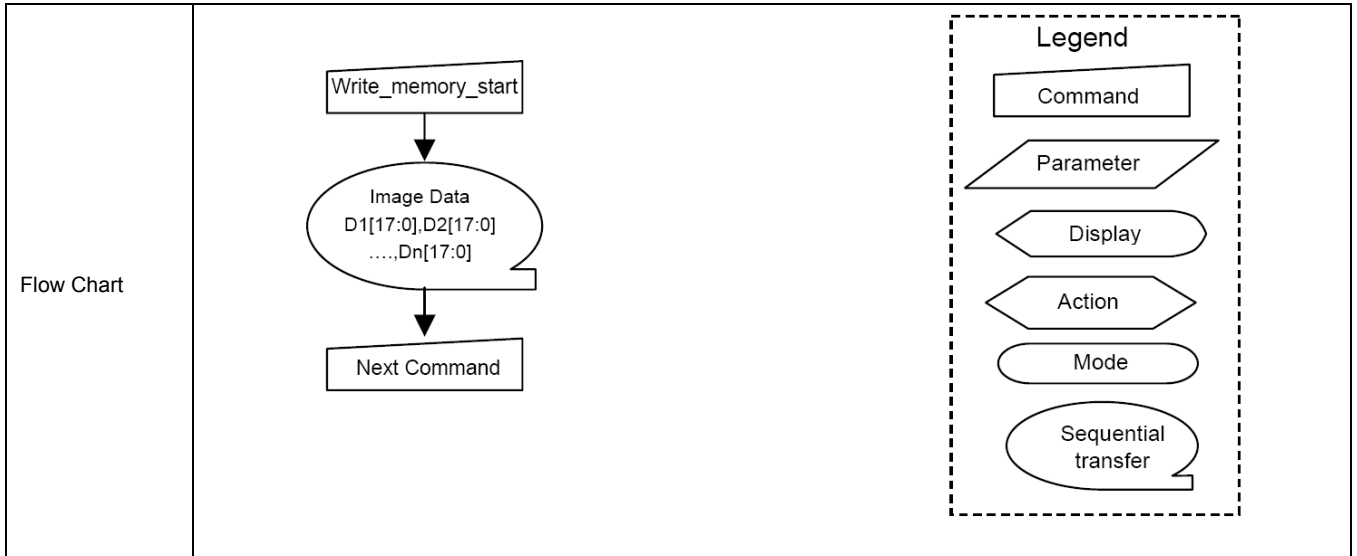 Flow Chart
Write_memory_start
Image Data
D1[17:0],D2[17:0]
....,Dn[17:0]
Next Command
Legend
Command
Parameter
Display
Action
Mode
Sequential
transfer